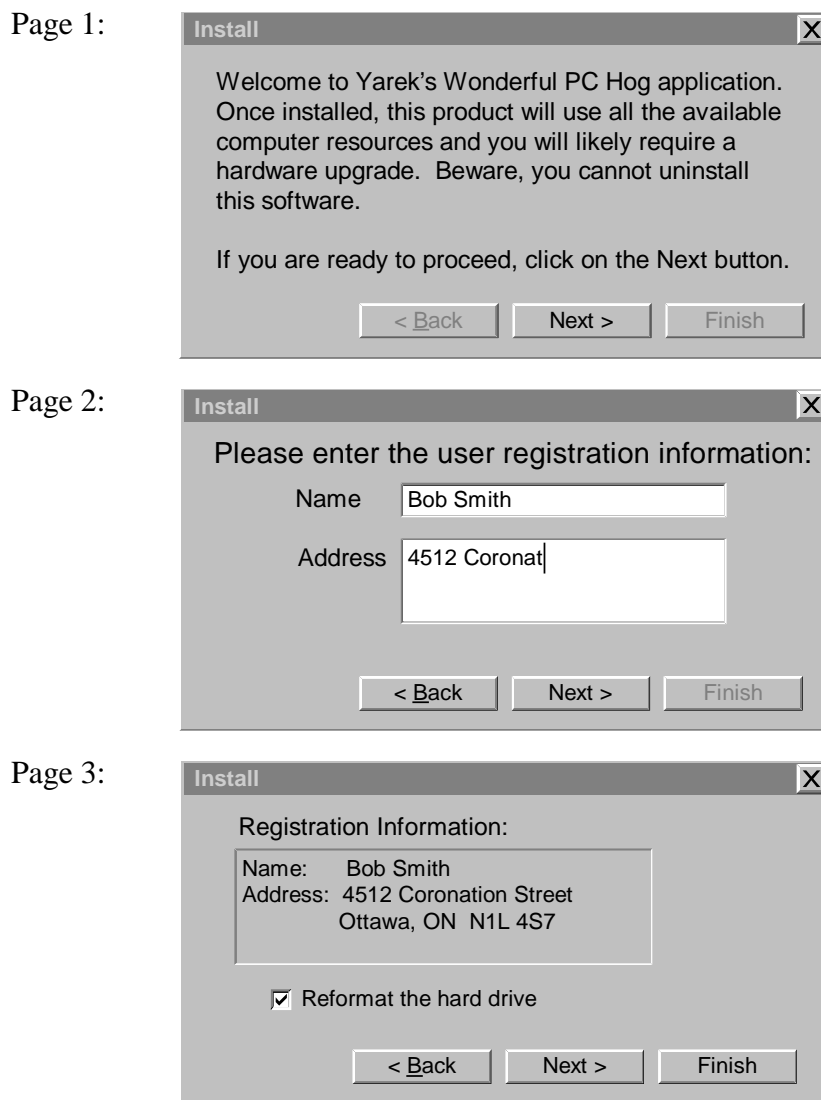 Page 1:
Install
X
Welcome to Yarek's Wonderful PC Hog application.
Once installed, this product will use all the available
computer resources and you will likely require a
hardware upgrade.  Beware, you cannot uninstall
this software.
If you are ready to proceed, click on the Next button.
< Back Next > Finish
Page 2:
Install
X
Please enter the user registration information:
Name Bob Smith
Address 4512 Coronat
< Back Next > Finish
Page 3:
Install
X
Registration Information:
Name: Bob Smith
Address: 4512 Coronation Street
Ottawa, ON  N1L 4S7
Reformat the hard drive
< Back Next > Finish